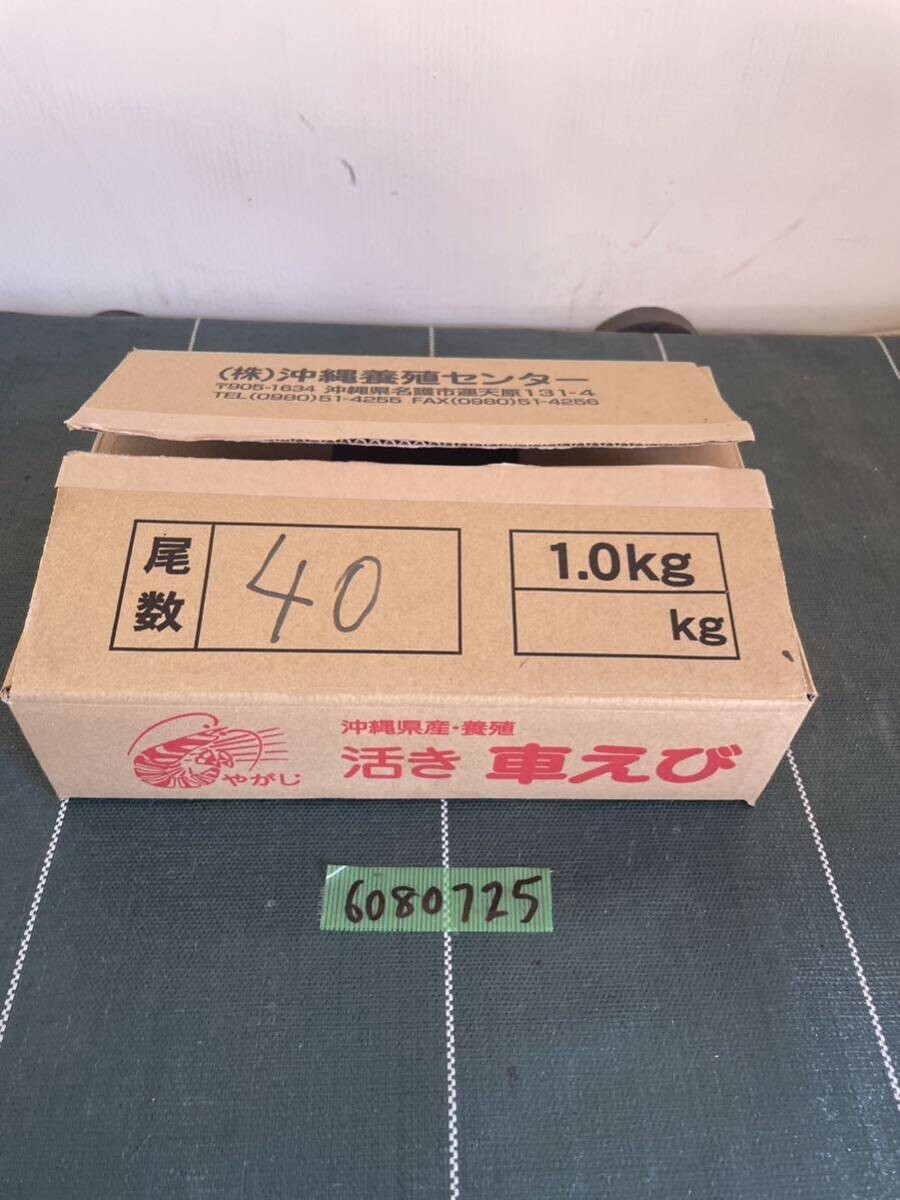 (株)沖縄養殖センター
〒905-1634 沖縄県名護市運天原131-4
TEL(0980)51-4255 FAX(0980)51-4256
尾数 40
1.0kg
kg
沖縄県産・養殖
活き 車えび
やがじ
6080725